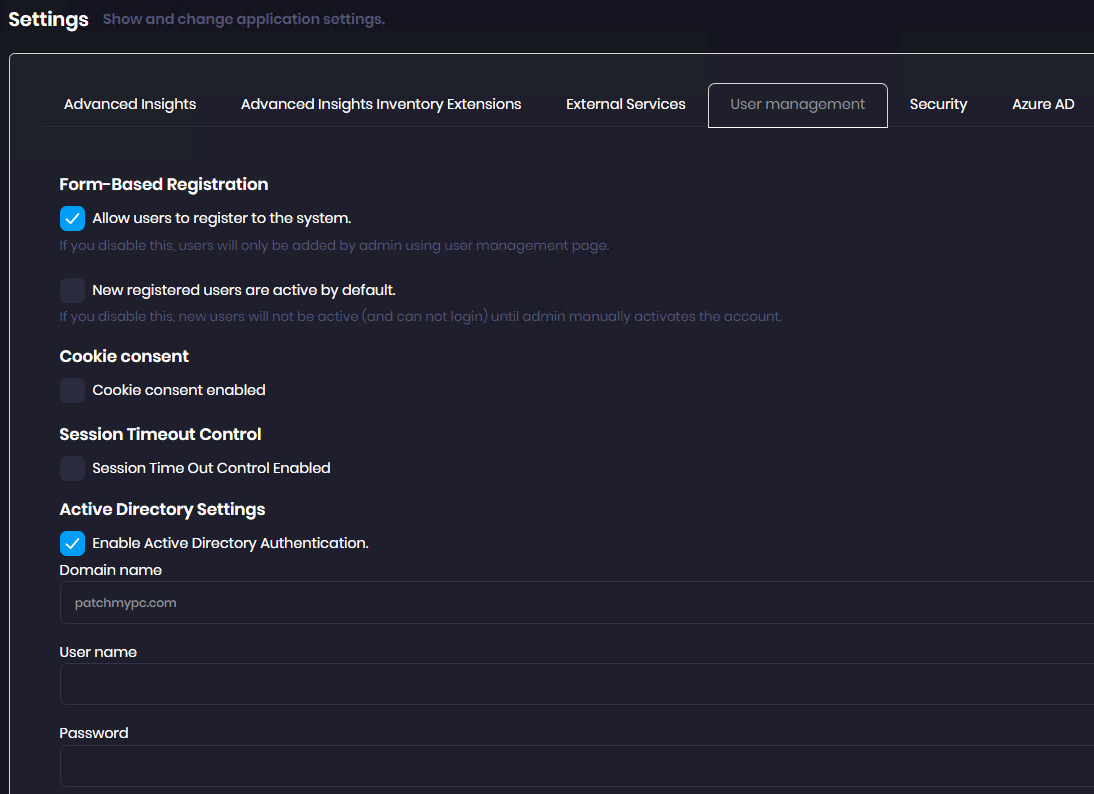 Settings Show and change application settings.
Advanced Insights Advanced Insights Inventory Extensions External Services User management Security Azure AD
Form-Based Registration
Allow users to register to the system.
If you disable this, users will only be added by admin using user management page.
New registered users are active by default.
If you disable this, new users will not be active (and can not login) until admin manually activates the account.
Cookie consent
Cookie consent enabled
Session Timeout Control
Session Time Out Control Enabled
Active Directory Settings
Enable Active Directory Authentication.
Domain name
patchmypc.com
User name
Password